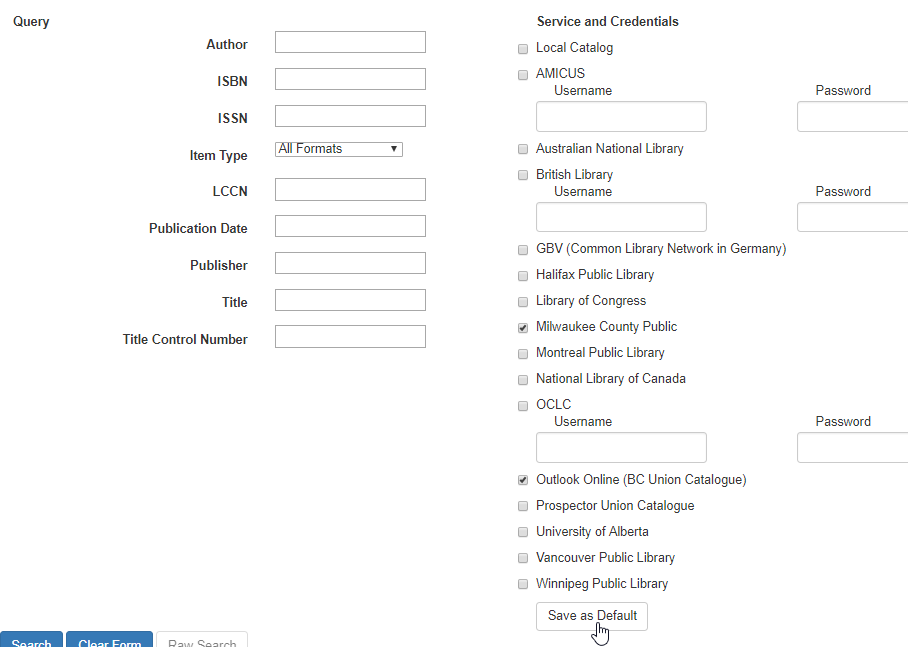 Query
Author
ISBN
ISSN
Item Type All Formats
LCCN
Publication Date
Publisher
Title
Title Control Number
Service and Credentials
Local Catalog
AMICUS
Username Password
Australian National Library
British Library
Username Password
GBV (Common Library Network in Germany)
Halifax Public Library
Library of Congress
Milwaukee County Public
Montreal Public Library
National Library of Canada
OCLC
Username Password
Outlook Online (BC Union Catalogue)
Prospector Union Catalogue
University of Alberta
Vancouver Public Library
Winnipeg Public Library
Save as Default
Search Clear Form Raw Search